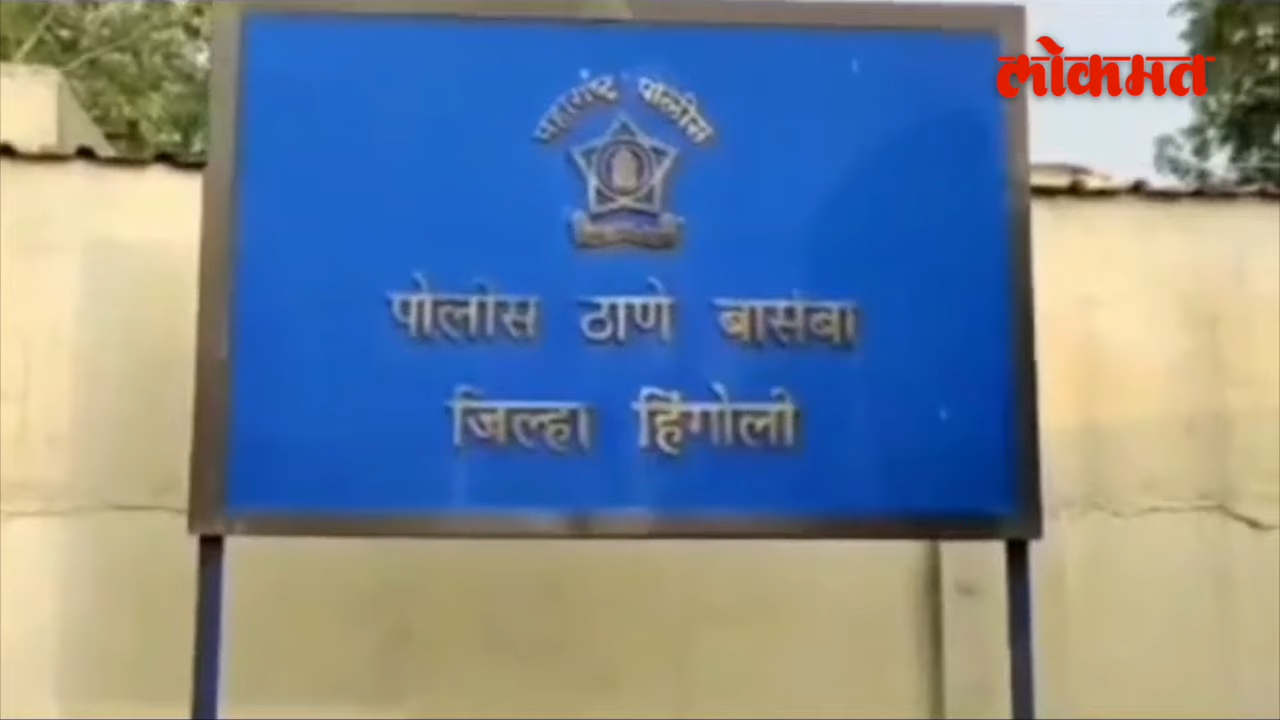 लोकमत
महाराष्ट्र पोलीस
पोलीस ठाणे बासंबा
जिल्हा हिंगोली